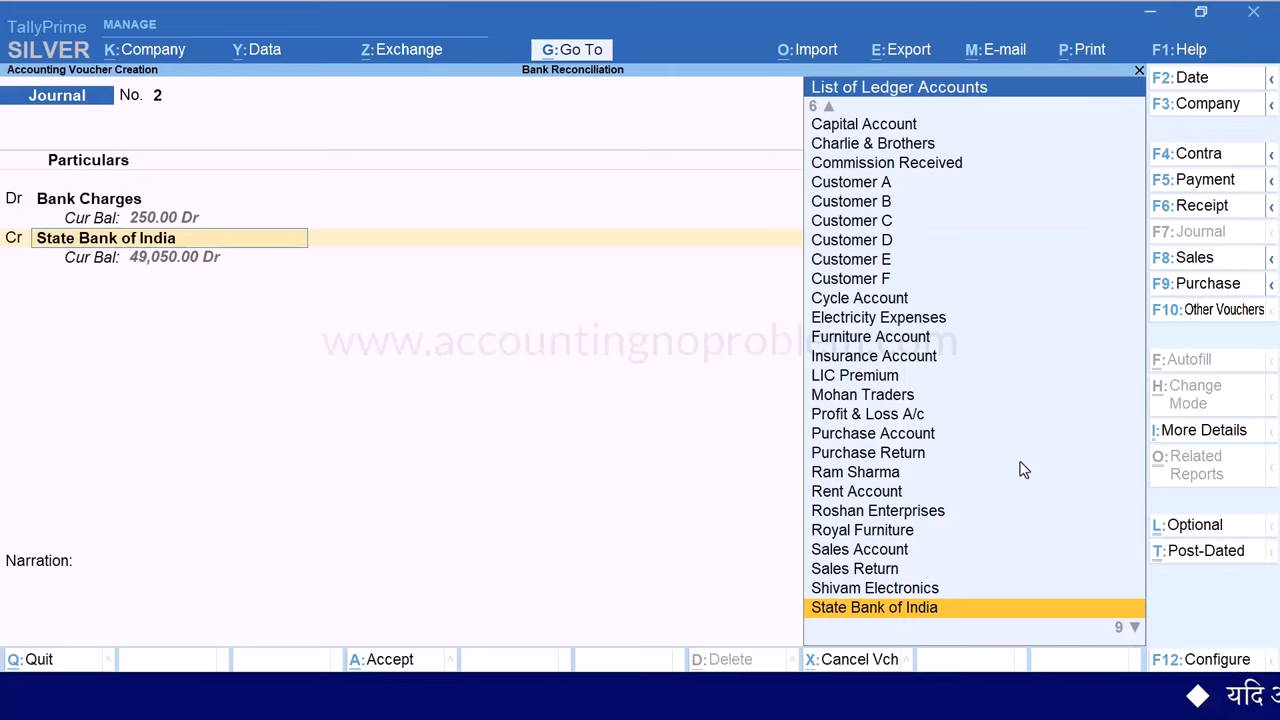 TallyPrime MANAGE
SILVER K:Company Y:Data Z:Exchange G:Go To O:Import E:Export M:E-mail P:Print F1:Help
Accounting Voucher Creation Bank Reconciliation
Journal No. 2
Particulars
Dr Bank Charges
Cur Bal: 250.00 Dr
Cr State Bank of India
Cur Bal: 49,050.00 Dr
www.accountingnoproblem.com
Narration:
List of Ledger Accounts
6
Capital Account
Charlie & Brothers
Commission Received
Customer A
Customer B
Customer C
Customer D
Customer E
Customer F
Cycle Account
Electricity Expenses
Furniture Account
Insurance Account
LIC Premium
Mohan Traders
Profit & Loss A/c
Purchase Account
Purchase Return
Ram Sharma
Rent Account
Roshan Enterprises
Royal Furniture
Sales Account
Sales Return
Shivam Electronics
State Bank of India
9
F2:Date
F3:Company
F4:Contra
F5:Payment
F6:Receipt
F7:Journal
F8:Sales
F9:Purchase
F10:Other Vouchers
F:Autofill
H:Change
Mode
I:More Details
O:Related
Reports
L:Optional
T:Post-Dated
Q:Quit A:Accept D:Delete X:Cancel Vch F12:Configure
यदि